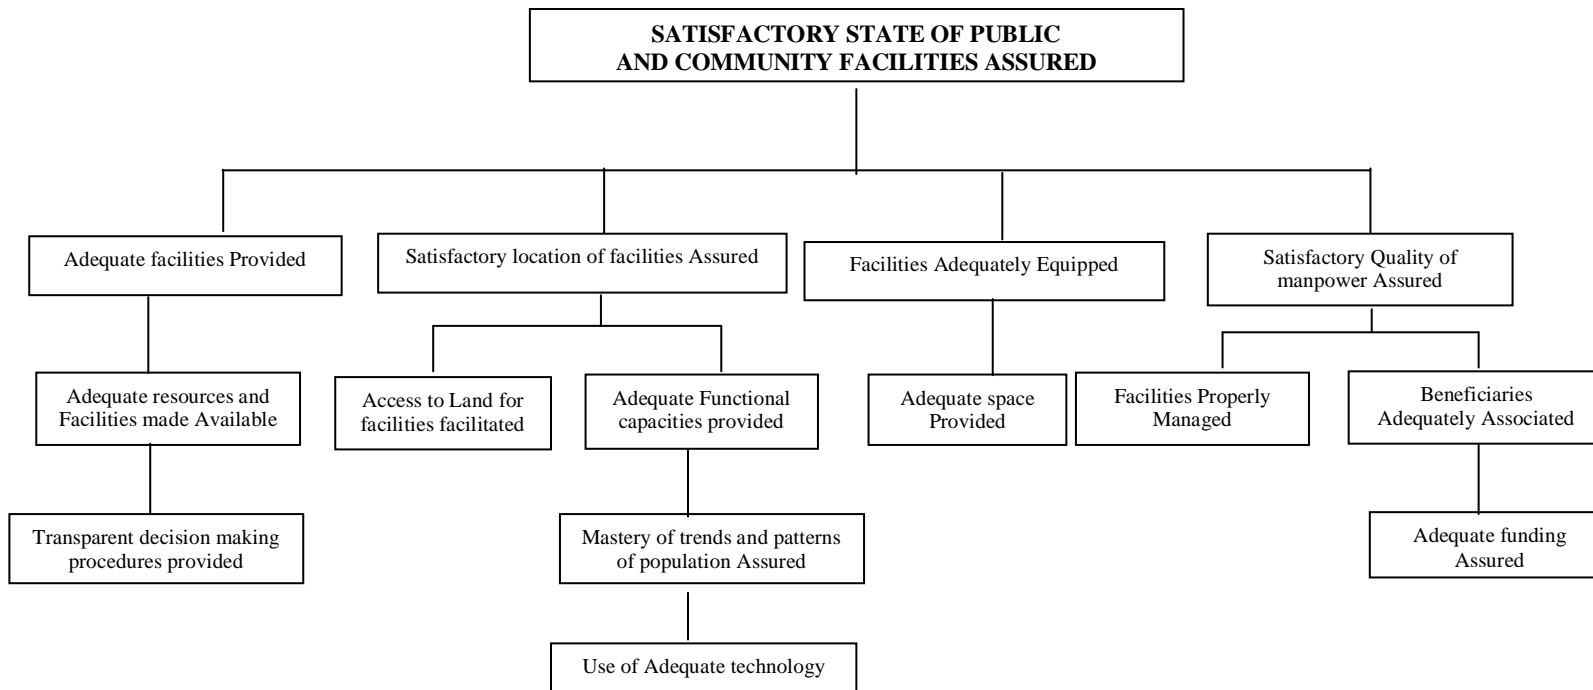 SATISFACTORY STATE OF PUBLIC
AND COMMUNITY FACILITIES ASSURED
Adequate facilities Provided
Satisfactory location of facilities Assured
Facilities Adequately Equipped
Satisfactory Quality of
manpower Assured
Adequate resources and
Facilities made Available
Access to Land for
facilities facilitated
Adequate Functional
capacities provided
Adequate space
Provided
Facilities Properly
Managed
Beneficiaries
Adequately Associated
Transparent decision making
procedures provided
Mastery of trends and patterns
of population Assured
Adequate funding
Assured
Use of Adequate technology